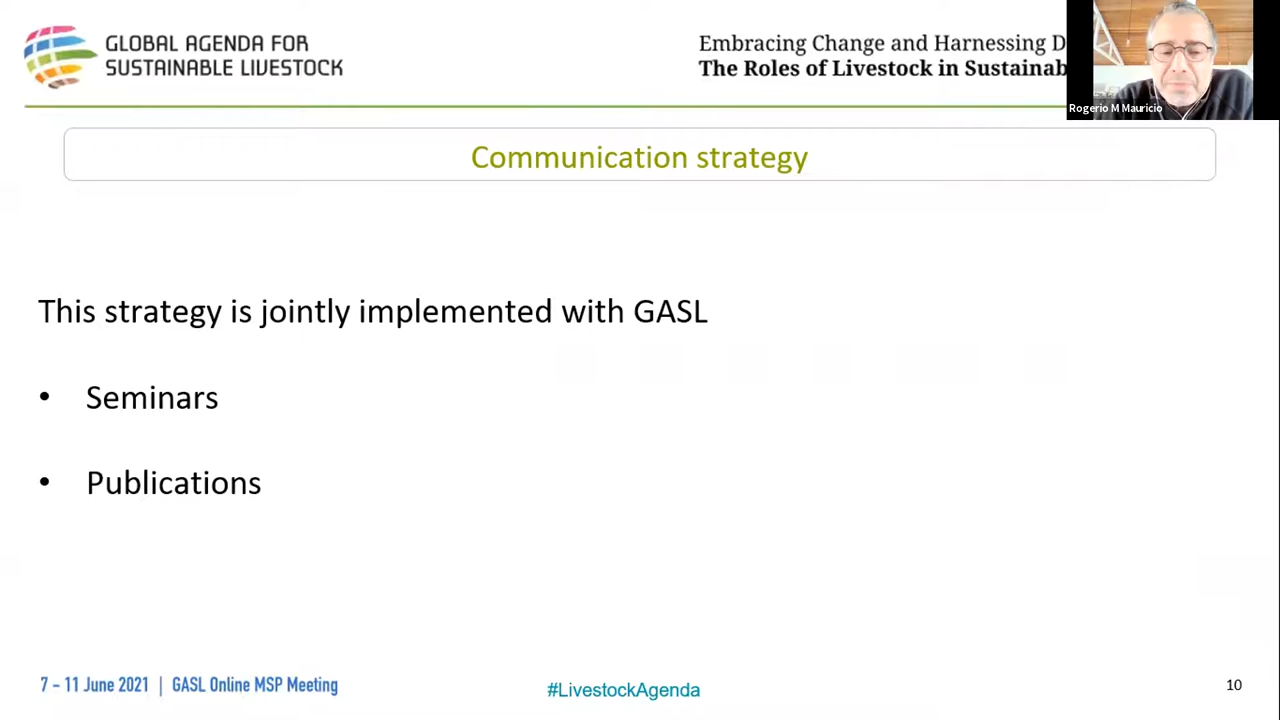 GLOBAL AGENDA FOR
SUSTAINABLE LIVESTOCK
Embracing Change and Harnessing D
The Roles of Livestock in Sustainab
Rogerio M Mauricio
Communication strategy
This strategy is jointly implemented with GASL
• Seminars
• Publications
7 – 11 June 2021 | GASL Online MSP Meeting
#LivestockAgenda
10